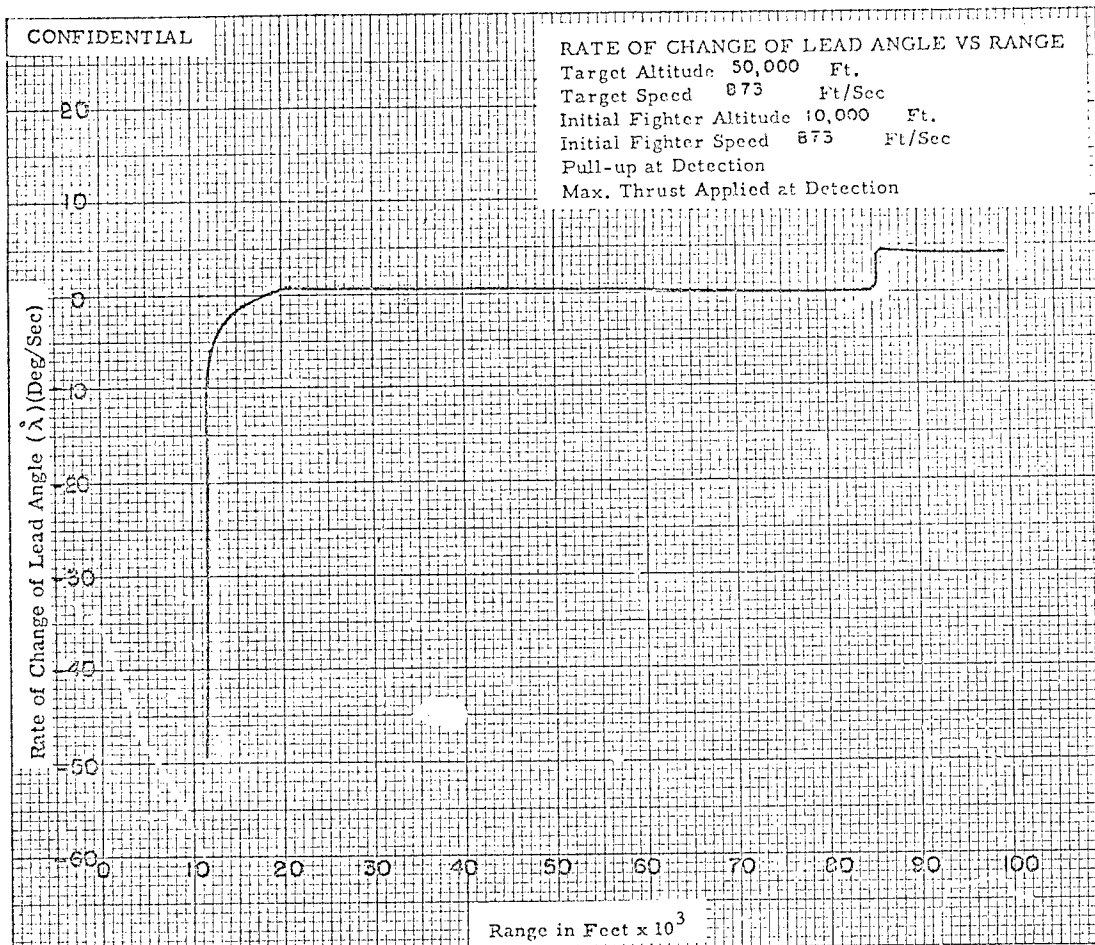 CONFIDENTIAL
RATE OF CHANGE OF LEAD ANGLE VS RANGE
Target Altitude 50,000 Ft.
Target Speed 873 Ft/Sec
Initial Fighter Altitude 10,000 Ft.
Initial Fighter Speed 873 Ft/Sec
Pull-up at Detection
Max. Thrust Applied at Detection
20
10
0
-10
-20
-30
-40
-50
-60
Rate of Change of Lead Angle (λ̇)(Deg/Sec)
0 10 20 30 40 50 60 70 80 90 100
Range in Feet x 10³